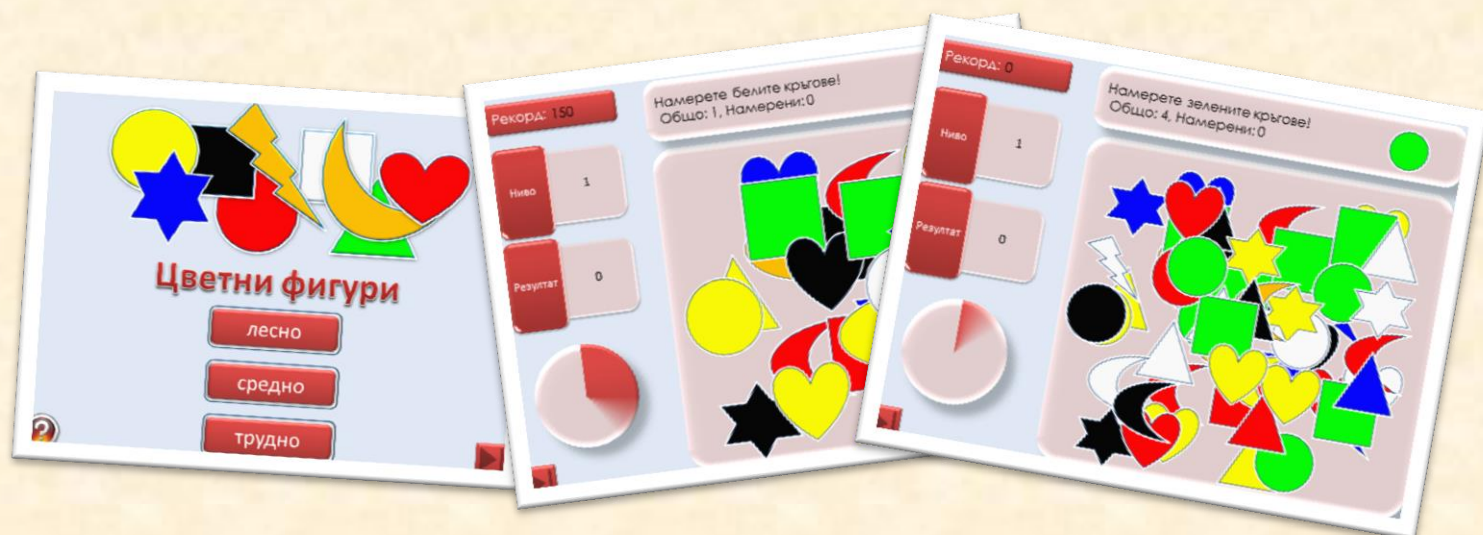 Цветни фигури
лесно
средно
трудно
?
Рекорд: 150
Намерете белите кръгове!
Общо: 1, Намерени: 0
Ниво
1
Резултат
0
Рекорд: 0
Намерете зелените кръгове!
Общо: 4, Намерени: 0
Ниво
1
Резултат
0